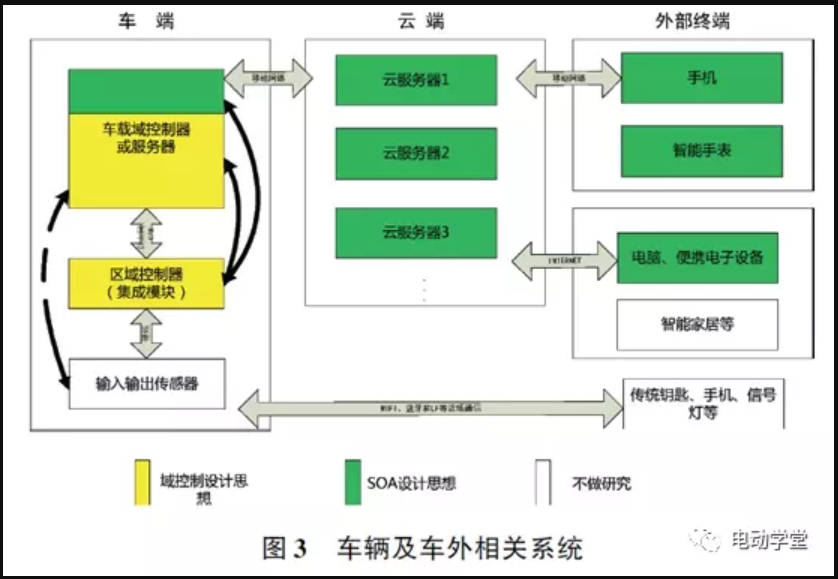 车 端
云 端
外部终端
车载域控制器
或服务器
移动网络
云服务器1
移动网络
手机
云服务器2
智能手表
云服务器3
区域控制器
（集成模块）
INTERNET
电脑、便携电子设备
智能家居等
输入输出传感器
WIFI、蓝牙和LF等近场通信
传统钥匙、手机、信号
灯等
域控制设计思
想
SOA设计思想
不做研究
图 3 车辆及车外相关系统
电动学堂